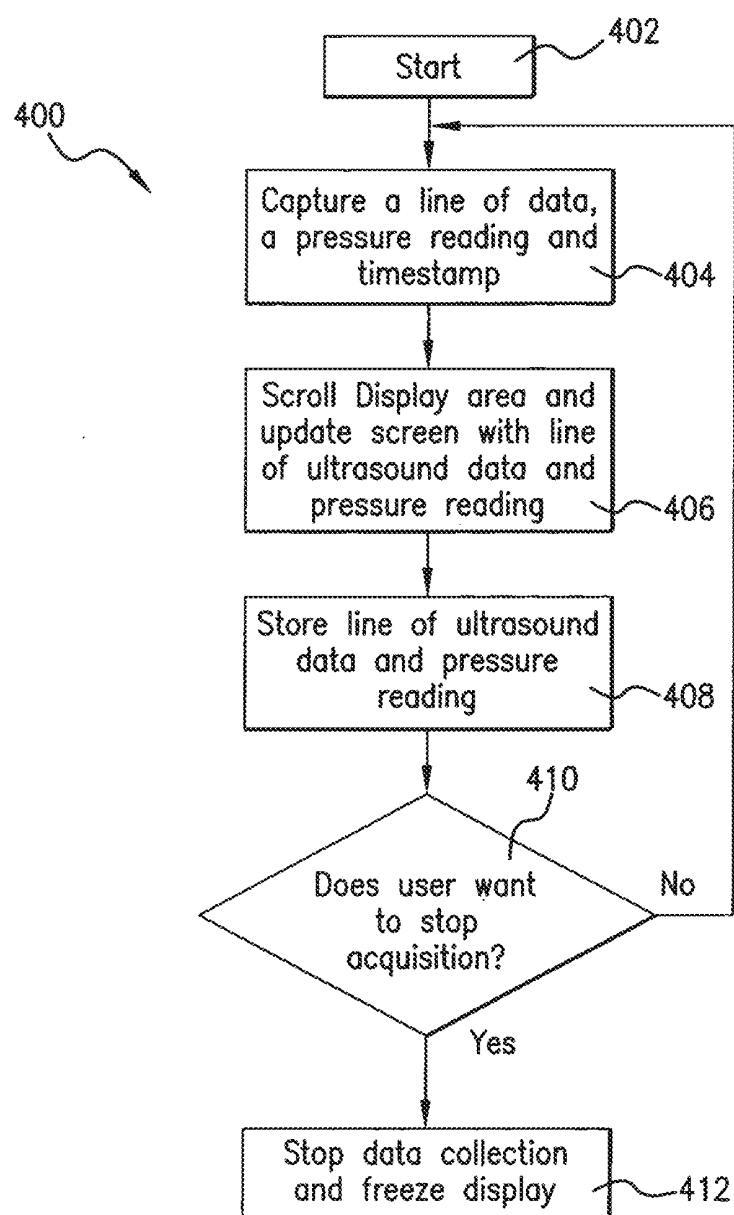 402
Start
400
Capture a line of data,
a pressure reading and
timestamp
404
Scroll Display area and
update screen with line
of ultrasound data and
pressure reading
406
Store line of ultrasound
data and pressure
reading
408
410
Does user want
to stop
acquisition?
No
Yes
Stop data collection
and freeze display
412